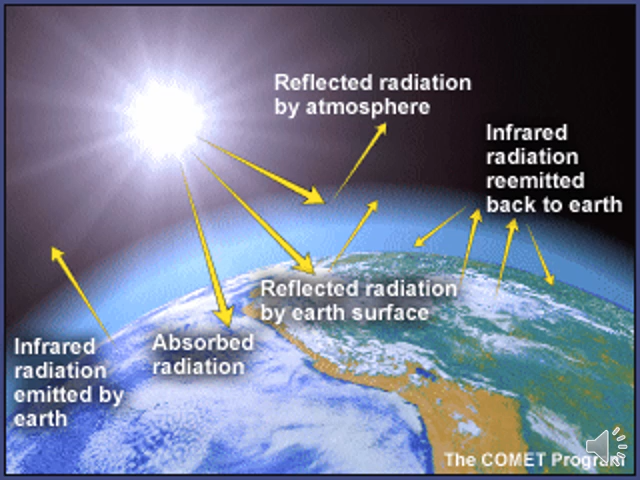 Reflected radiation
by atmosphere
Infrared
radiation
reemitted
back to earth
Reflected radiation
by earth surface
Absorbed
radiation
Infrared
radiation
emitted by
earth
The COMET Program